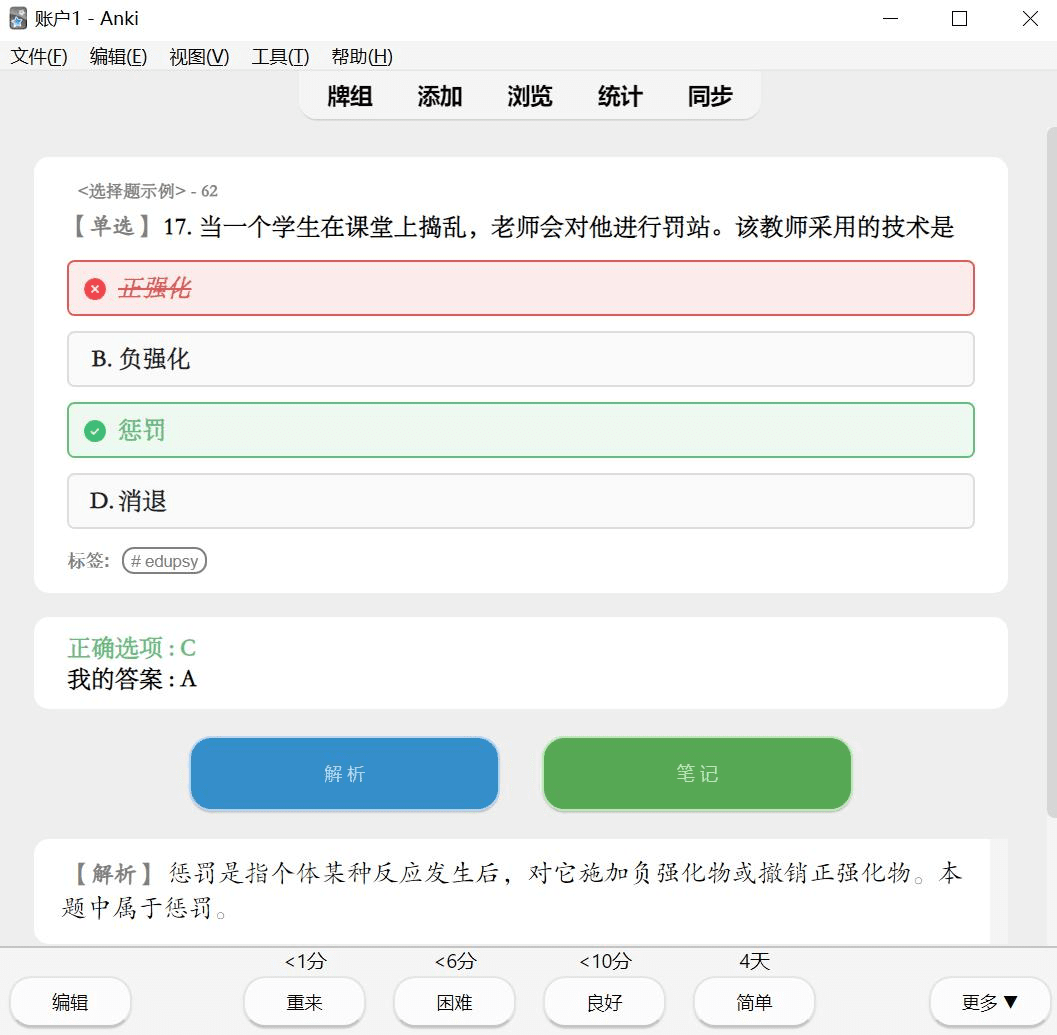 账户1 - Anki
文件(F) 编辑(E) 视图(V) 工具(T) 帮助(H)
牌组 添加 浏览 统计 同步
<选择题示例> - 62
【单选】17. 当一个学生在课堂上捣乱，老师会对他进行罚站。该教师采用的技术是
正强化
B. 负强化
惩罚
D. 消退
标签: # edupsy
正确选项 : C
我的答案 : A
解析 笔记
【解析】惩罚是指个体某种反应发生后，对它施加负强化物或撤销正强化物。本
题中属于惩罚。
<1分 <6分 <10分 4天
编辑 重来 困难 良好 简单 更多▼